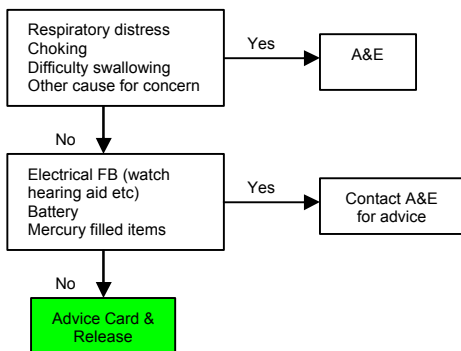 Respiratory distress
Choking
Difficulty swallowing
Other cause for concern
Yes
A&E
No
Electrical FB (watch
hearing aid etc)
Battery
Mercury filled items
Yes
Contact A&E
for advice
No
Advice Card &
Release